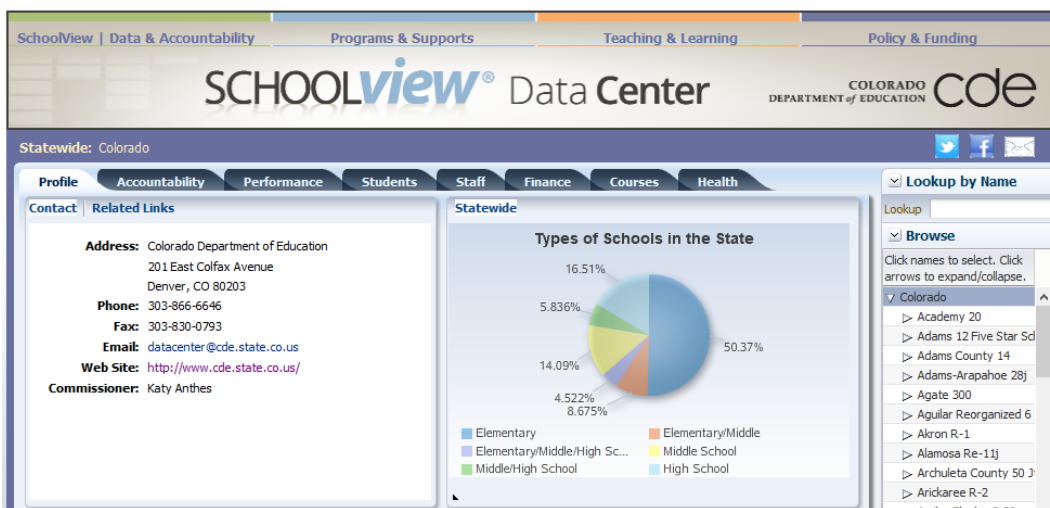 SchoolView | Data & Accountability
Programs & Supports
Teaching & Learning
Policy & Funding
SCHOOLVIEW® Data Center
COLORADO
DEPARTMENT of EDUCATION
cde
Statewide: Colorado
Profile Accountability Performance Students Staff Finance Courses Health
Contact Related Links
Address: Colorado Department of Education
201 East Colfax Avenue
Denver, CO 80203
Phone: 303-866-6646
Fax: 303-830-0793
Email: datacenter@cde.state.co.us
Web Site: http://www.cde.state.co.us/
Commissioner: Katy Anthes
Statewide
Types of Schools in the State
16.51%
5.836%
50.37%
14.09%
4.522%
8.675%
Elementary
Elementary/Middle
Elementary/Middle/High Sc...
Middle School
Middle/High School
High School
Lookup by Name
Lookup
Browse
Click names to select. Click
arrows to expand/collapse.
Colorado
Academy 20
Adams 12 Five Star Scl
Adams County 14
Adams-Arapahoe 28j
Agate 300
Aguilar Reorganized 6
Akron R-1
Alamosa Re-11j
Archuleta County 50 J
Arickaree R-2